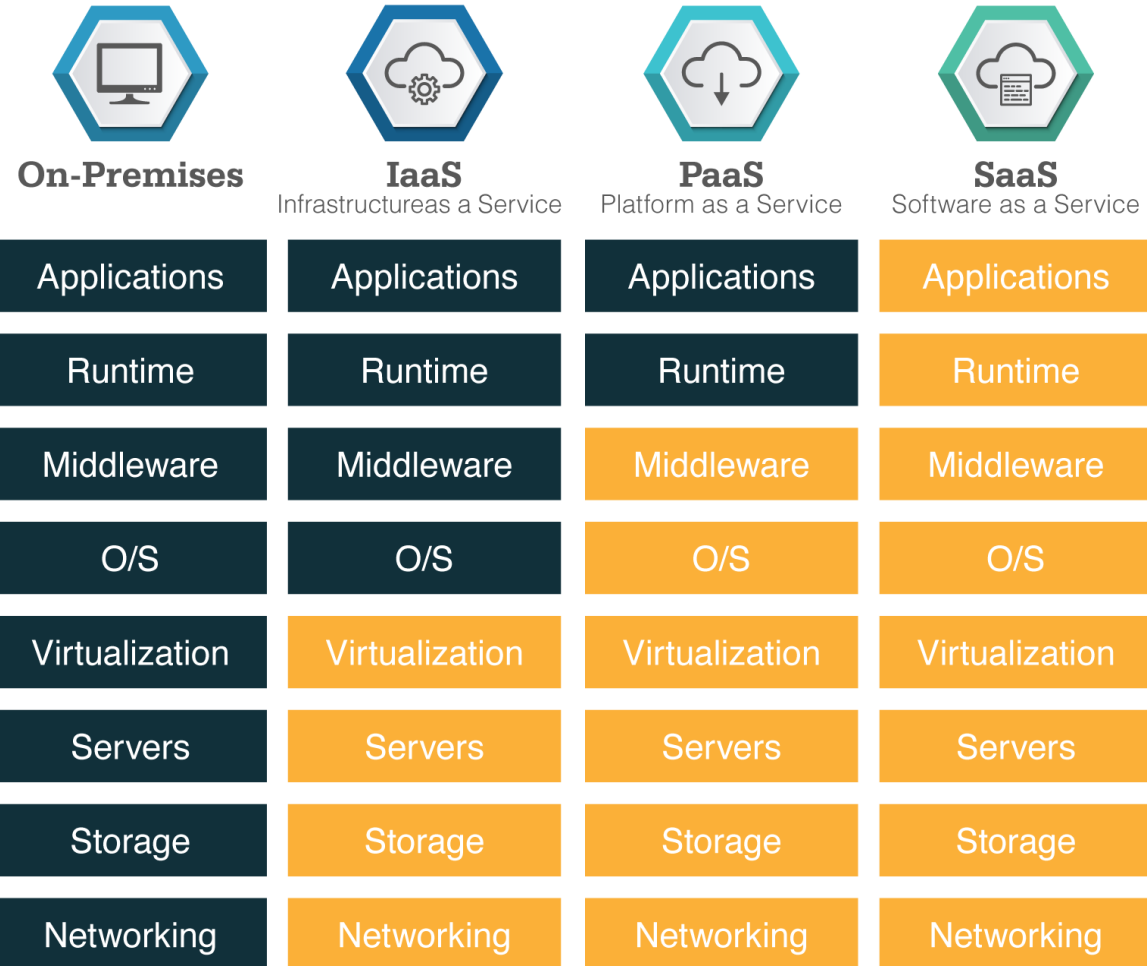 On-Premises
IaaS
Infrastructureas a Service
PaaS
Platform as a Service
SaaS
Software as a Service
Applications
Applications
Applications
Applications
Runtime
Runtime
Runtime
Runtime
Middleware
Middleware
Middleware
Middleware
O/S
O/S
O/S
O/S
Virtualization
Virtualization
Virtualization
Virtualization
Servers
Servers
Servers
Servers
Storage
Storage
Storage
Storage
Networking
Networking
Networking
Networking